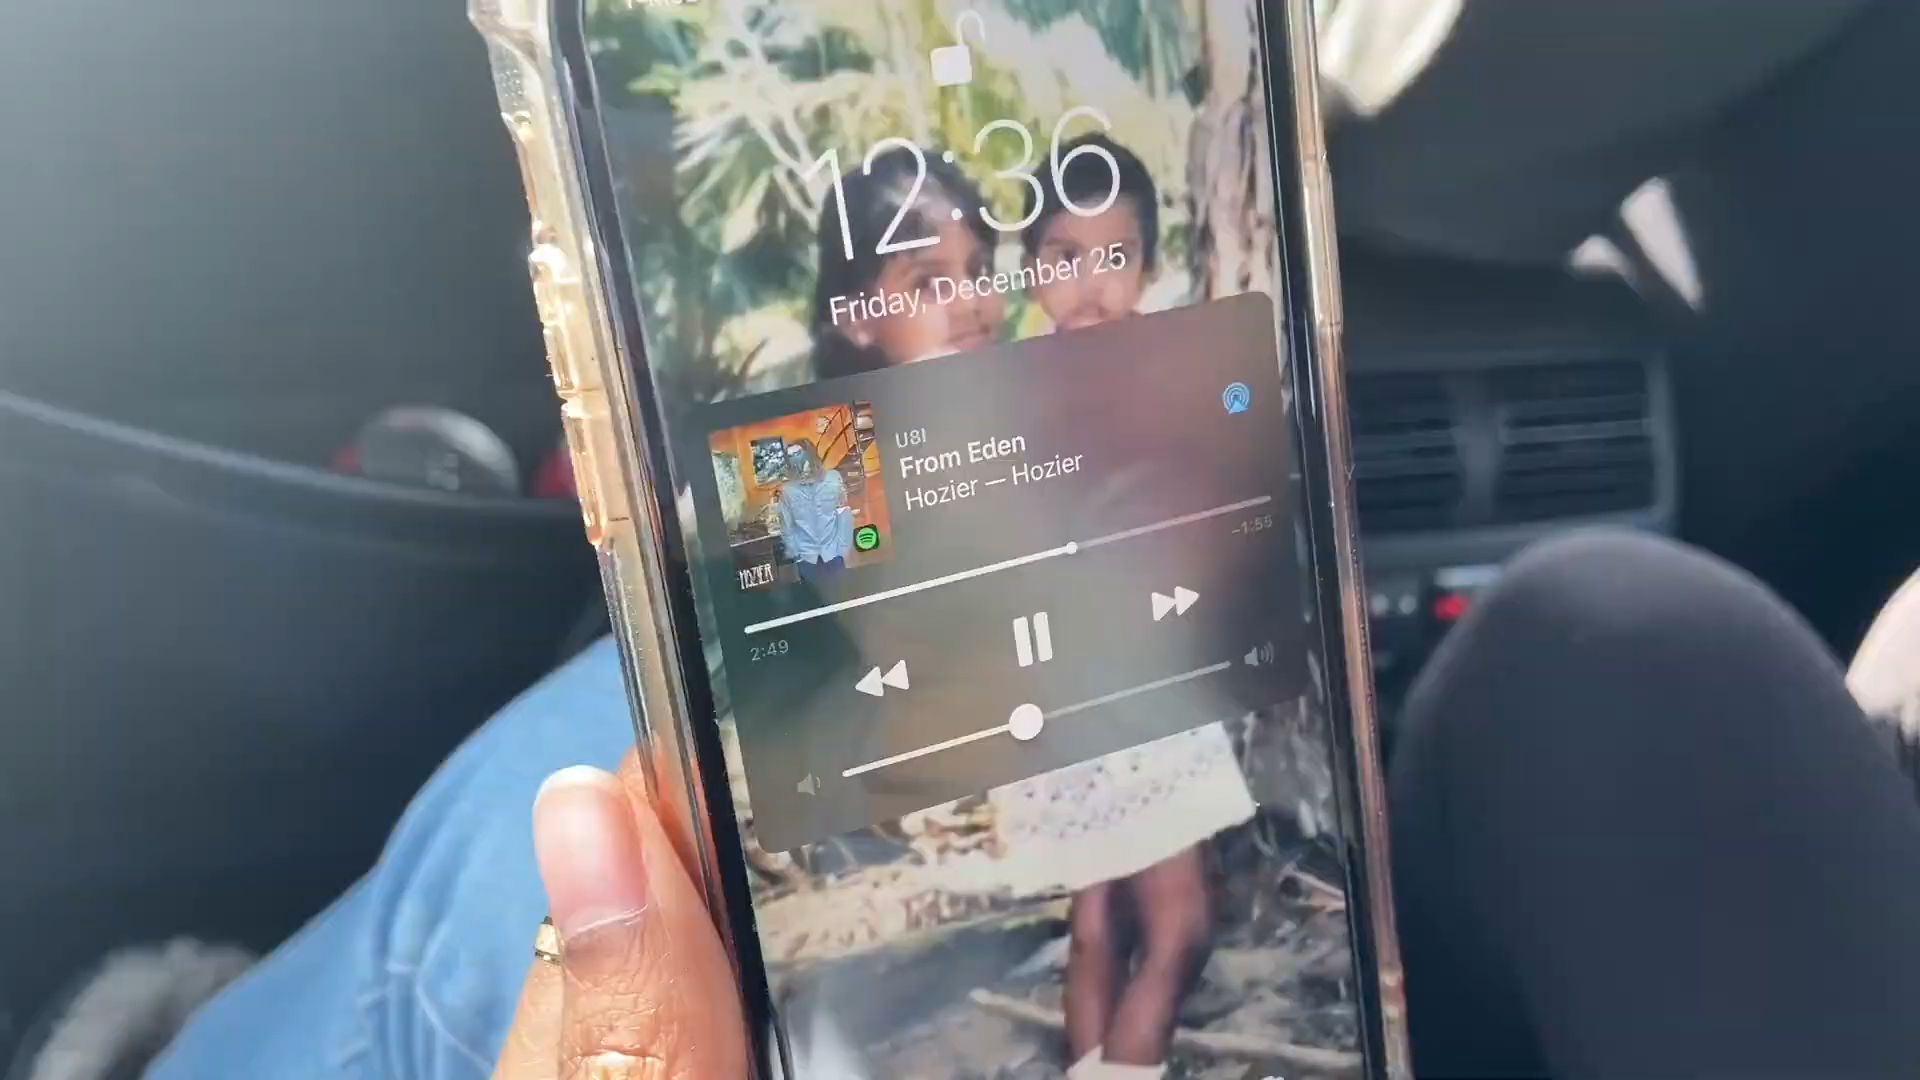 12:36
Friday, December 25
U8I
From Eden
Hozier — Hozier
HOZIER
2:49
-1:55